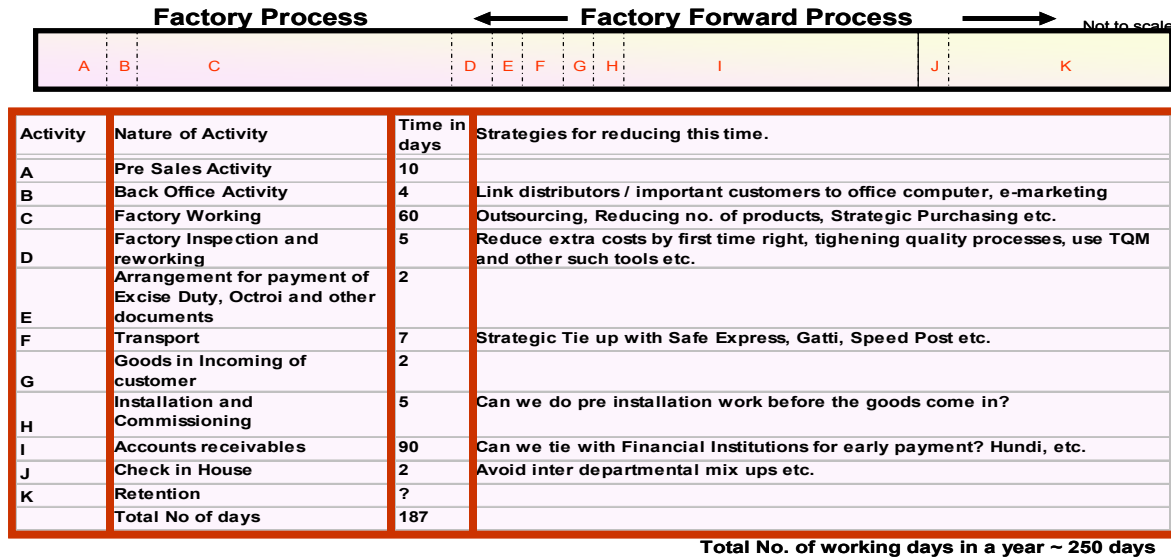 Factory Process
Factory Forward Process
Not to scale
A B C D E F G H I J K
Activity Nature of Activity Time in days Strategies for reducing this time.
A Pre Sales Activity 10
B Back Office Activity 4 Link distributors / important customers to office computer, e-marketing
C Factory Working 60 Outsourcing, Reducing no. of products, Strategic Purchasing etc.
D Factory Inspection and reworking 5 Reduce extra costs by first time right, tighening quality processes, use TQM and other such tools etc.
E Arrangement for payment of Excise Duty, Octroi and other documents 2
F Transport 7 Strategic Tie up with Safe Express, Gatti, Speed Post etc.
G Goods in Incoming of customer 2
H Installation and Commissioning 5 Can we do pre installation work before the goods come in?
I Accounts receivables 90 Can we tie with Financial Institutions for early payment? Hundi, etc.
J Check in House 2 Avoid inter departmental mix ups etc.
K Retention ?
Total No of days 187
Total No. of working days in a year ~ 250 days